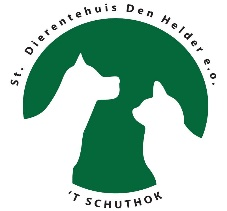 St. Dierentehuis Den Helder e.o.
'T SCHUTHOK